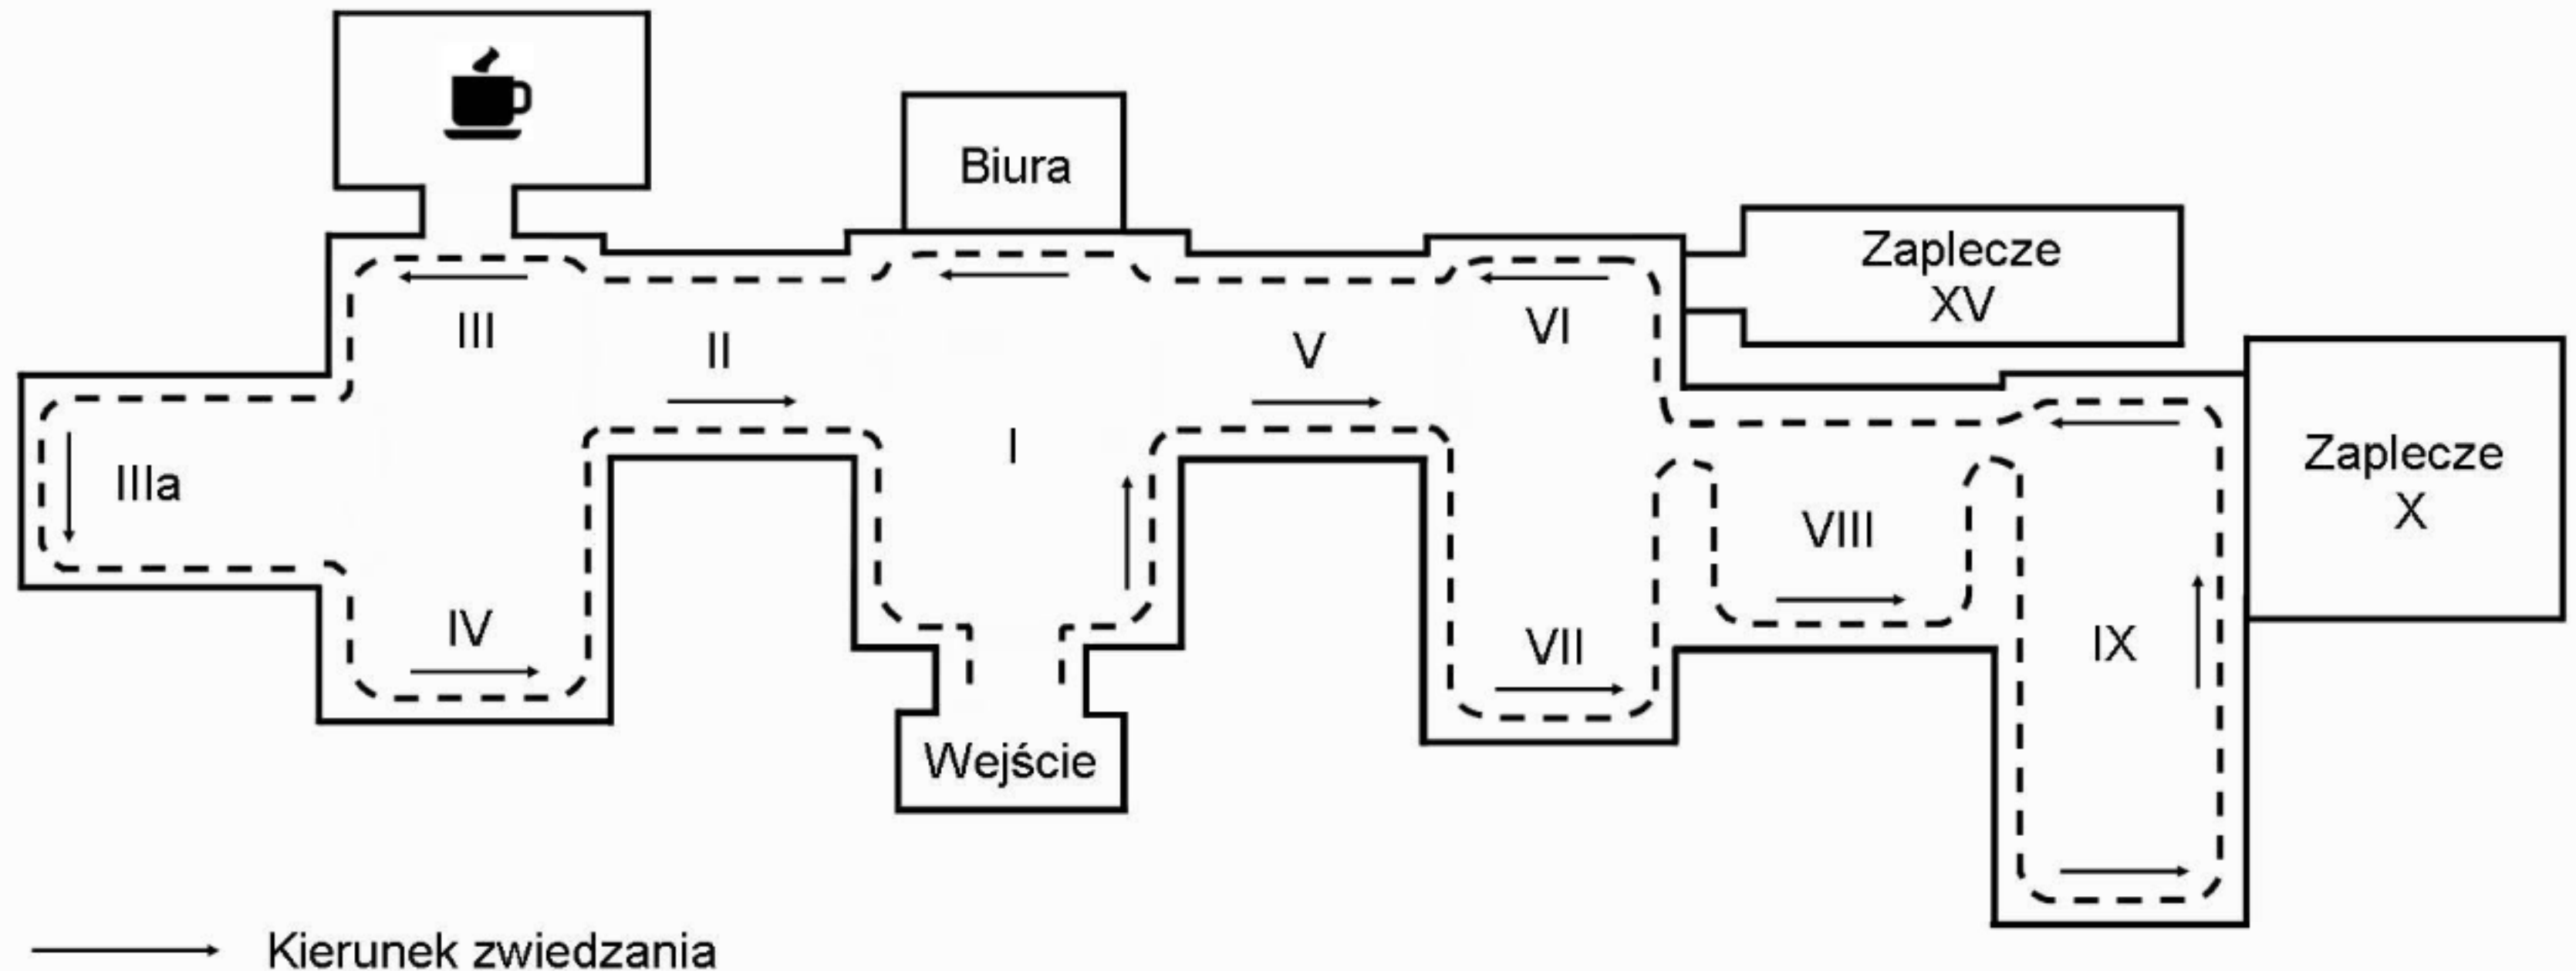 Biura
Zaplecze
XV
III
II
V
VI
I
IIIa
Zaplecze
X
VIII
IV
VII
IX
Wejście
Kierunek zwiedzania